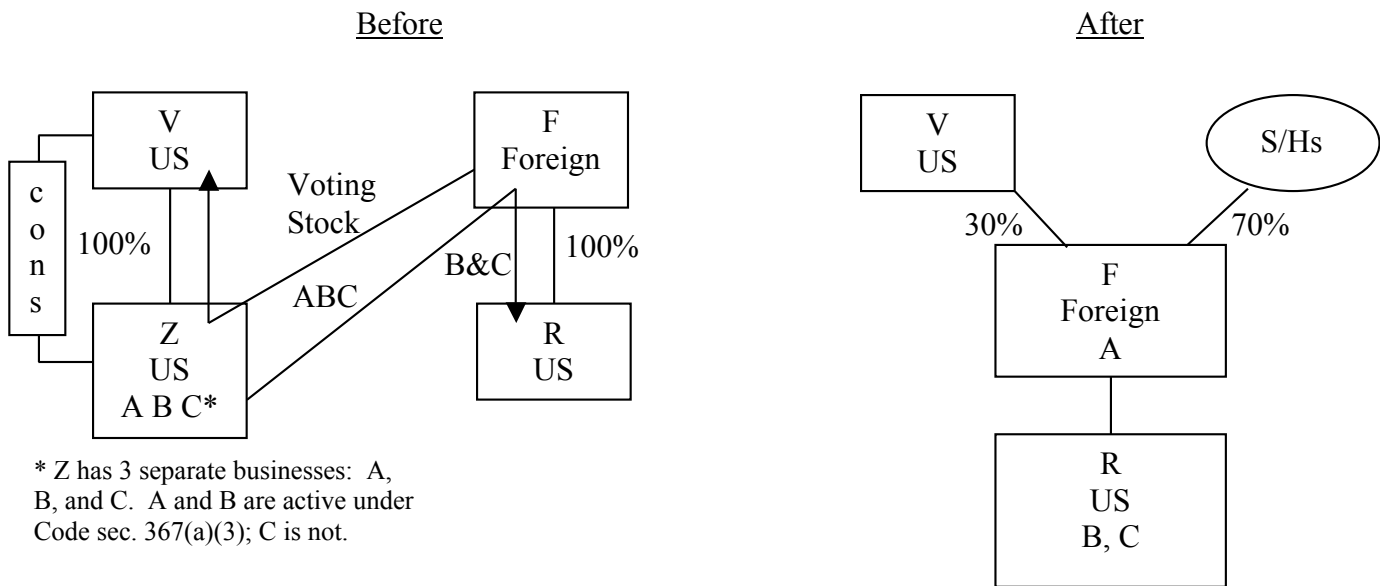 Before
After
V
US
F
Foreign
V
US
S/Hs
c
o
n
s
100%
Voting
Stock
ABC
B&C
100%
30%
70%
Z
US
A B C*
R
US
F
Foreign
A
R
US
B, C
* Z has 3 separate businesses: A,
B, and C. A and B are active under
Code sec. 367(a)(3); C is not.